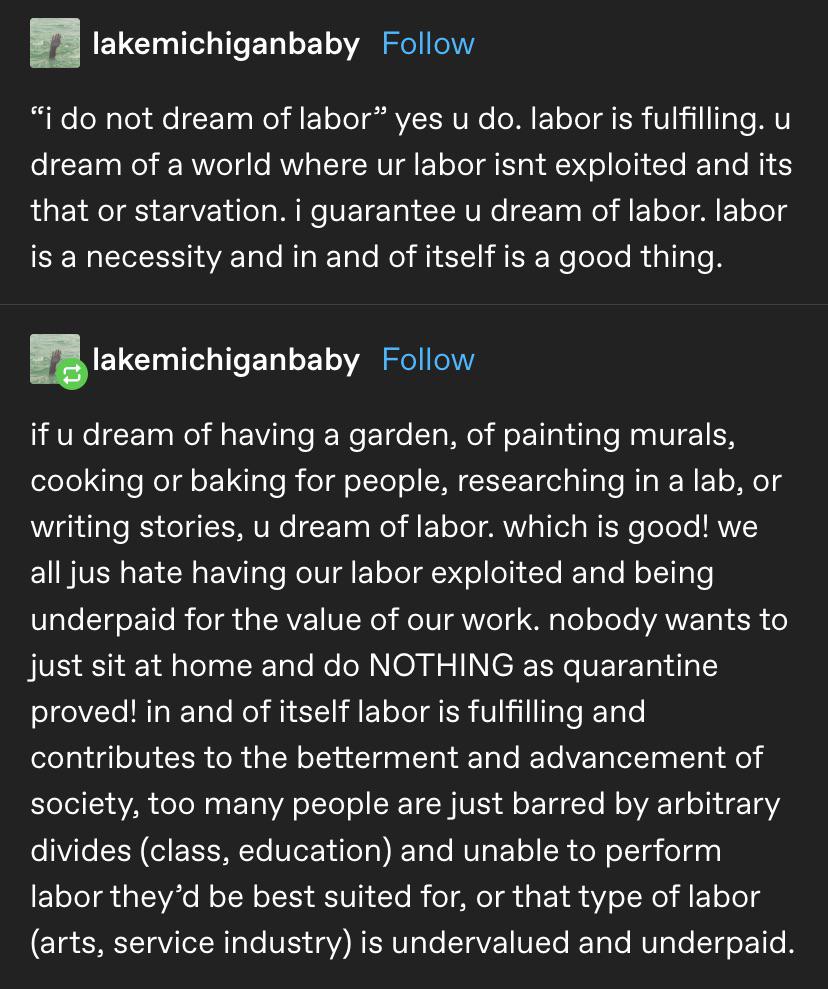 lakemichiganbaby Follow
“i do not dream of labor” yes u do. labor is fulfilling. u
dream of a world where ur labor isnt exploited and its
that or starvation. i guarantee u dream of labor. labor
is a necessity and in and of itself is a good thing.
lakemichiganbaby Follow
if u dream of having a garden, of painting murals,
cooking or baking for people, researching in a lab, or
writing stories, u dream of labor. which is good! we
all jus hate having our labor exploited and being
underpaid for the value of our work. nobody wants to
just sit at home and do NOTHING as quarantine
proved! in and of itself labor is fulfilling and
contributes to the betterment and advancement of
society, too many people are just barred by arbitrary
divides (class, education) and unable to perform
labor they’d be best suited for, or that type of labor
(arts, service industry) is undervalued and underpaid.